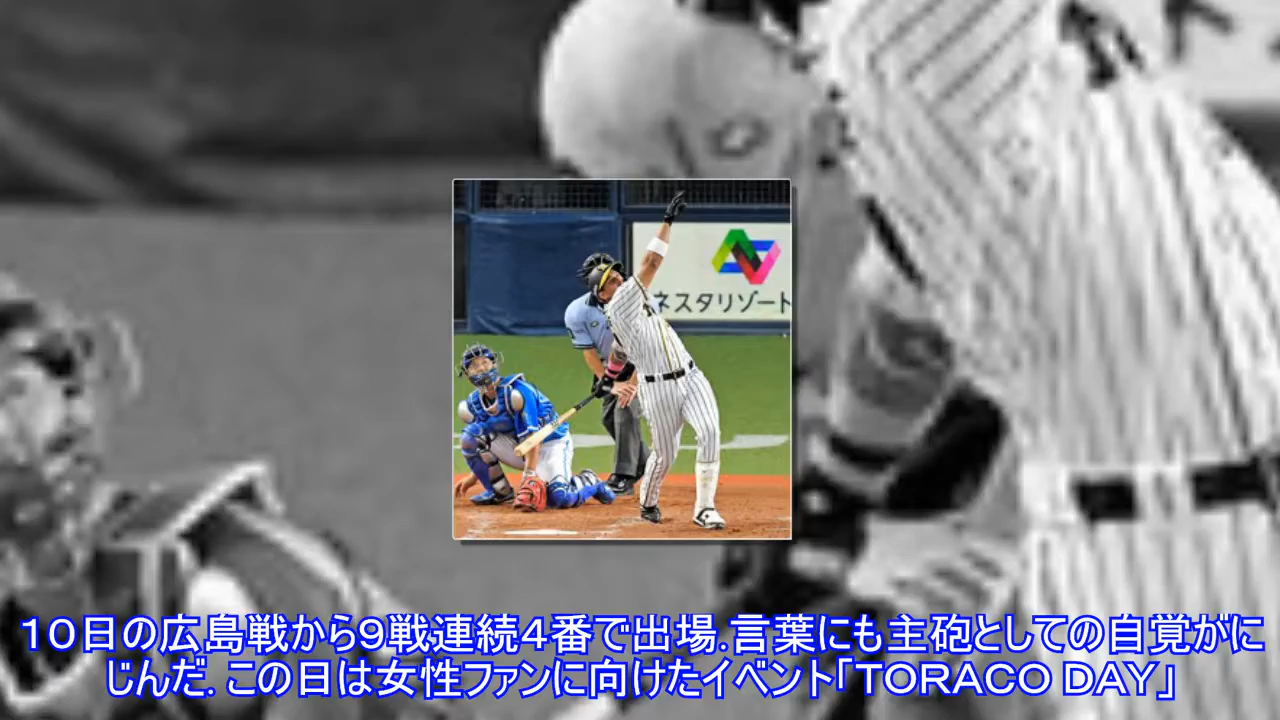 ネスタリゾート
１０日の広島戦から９戦連続４番で出場.言葉にも主砲としての自覚がに
じんだ. この日は女性ファンに向けたイベント「ＴＯＲＡＣＯ ＤＡＹ」